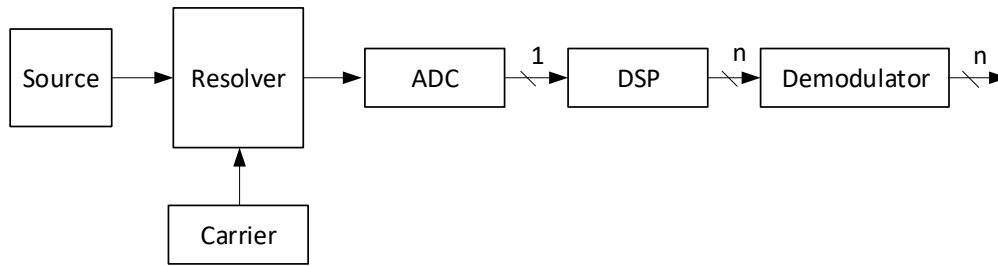 Source
Resolver
ADC
1
DSP
n
Demodulator
n
Carrier